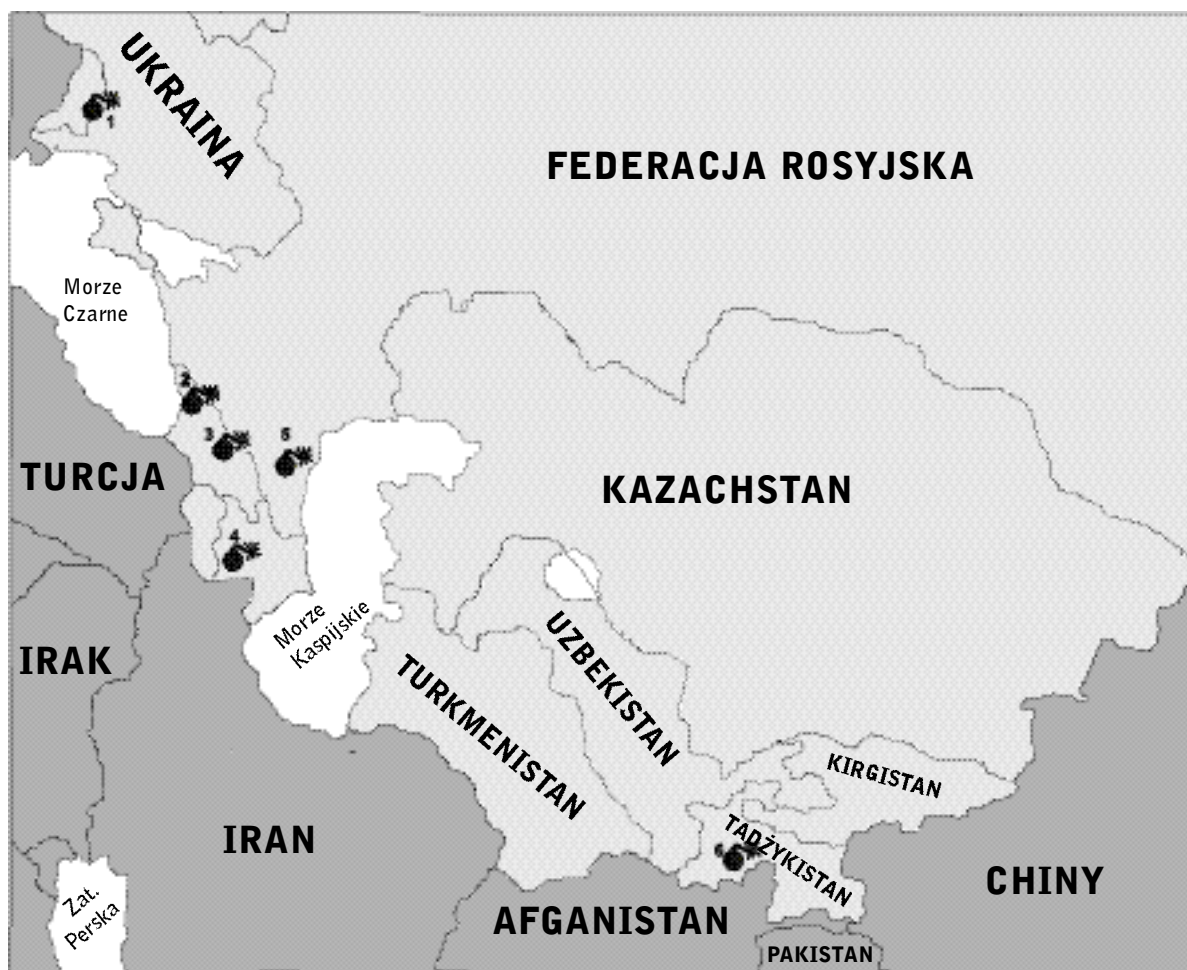 UKRAINA
1
FEDERACJA ROSYJSKA
Morze
Czarne
2
3
5
TURCJA
KAZACHSTAN
4
Morze
Kaspijskie
UZBEKISTAN
IRAK
TURKMENISTAN
KIRGISTAN
IRAN
TADŻYKISTAN
6
CHINY
Zat.
Perska
AFGANISTAN
PAKISTAN